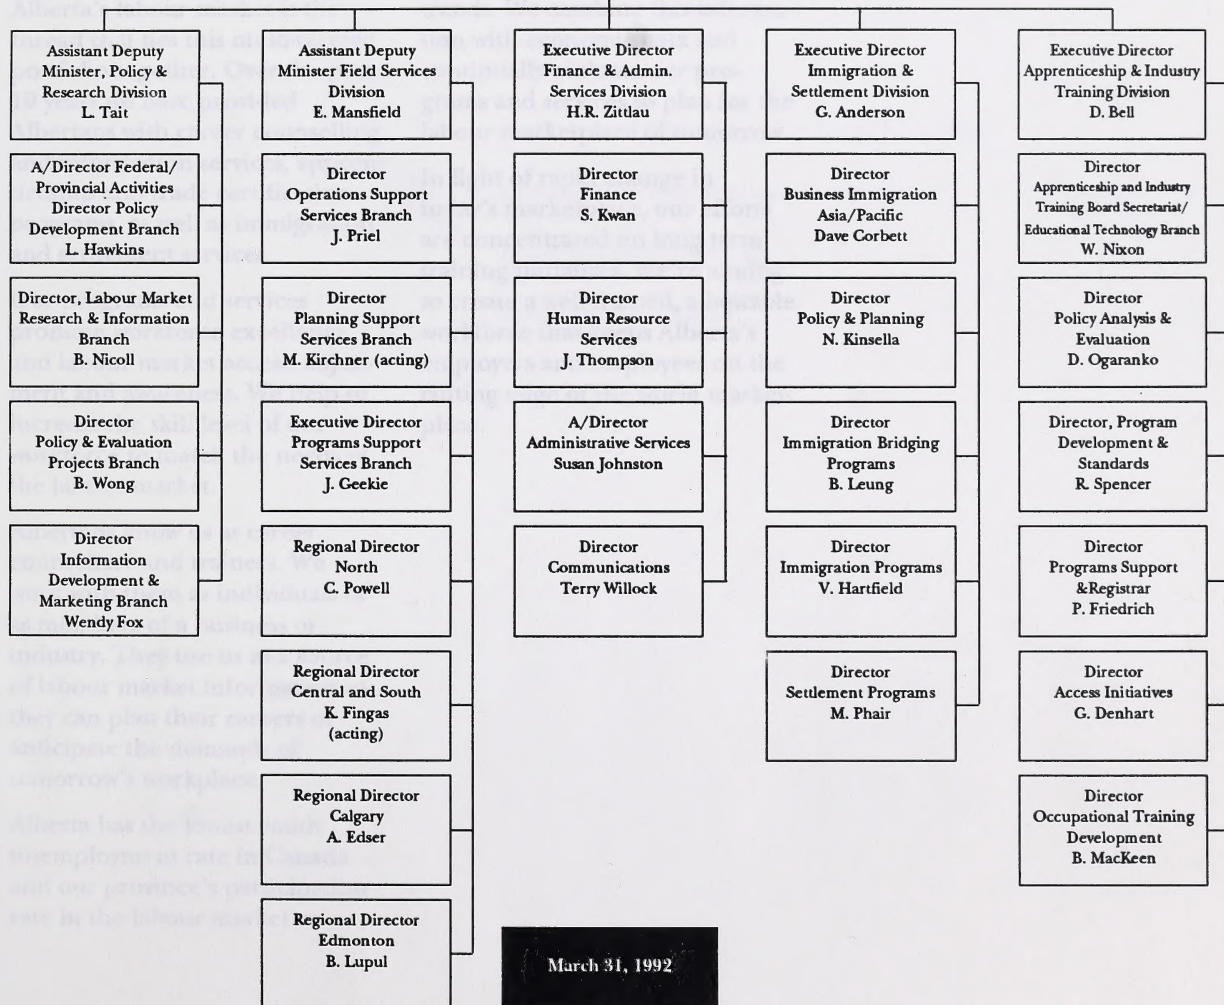 Assistant Deputy
Minister, Policy &
Research Division
L. Tait
A/Director Federal/
Provincial Activities
Director Policy
Development Branch
L. Hawkins
Director, Labour Market
Research & Information
Branch
B. Nicoll
Director
Policy & Evaluation
Projects Branch
B. Wong
Director
Information
Development &
Marketing Branch
Wendy Fox
Assistant Deputy
Minister Field Services
Division
E. Mansfield
Director
Operations Support
Services Branch
J. Priel
Director
Planning Support
Services Branch
M. Kirchner (acting)
Executive Director
Programs Support
Services Branch
J. Geekie
Regional Director
North
C. Powell
Regional Director
Central and South
K. Fingas
(acting)
Regional Director
Calgary
A. Edser
Regional Director
Edmonton
B. Lupul
Executive Director
Finance & Admin.
Services Division
H.R. Zittlau
Director
Finance
S. Kwan
Director
Human Resource
Services
J. Thompson
A/Director
Administrative Services
Susan Johnston
Director
Communications
Terry Willock
Executive Director
Immigration &
Settlement Division
G. Anderson
Director
Business Immigration
Asia/Pacific
Dave Corbett
Director
Policy & Planning
N. Kinsella
Director
Immigration Bridging
Programs
B. Leung
Director
Immigration Programs
V. Hartfield
Director
Settlement Programs
M. Phair
Executive Director
Apprenticeship & Industry
Training Division
D. Bell
Director
Apprenticeship and Industry
Training Board Secretariat/
Educational Technology Branch
W. Nixon
Director
Policy Analysis &
Evaluation
D. Ogaranko
Director, Program
Development &
Standards
R. Spencer
Director
Programs Support
&Registrar
P. Friedrich
Director
Access Initiatives
G. Denhart
Director
Occupational Training
Development
B. MacKeen
March 31, 1992